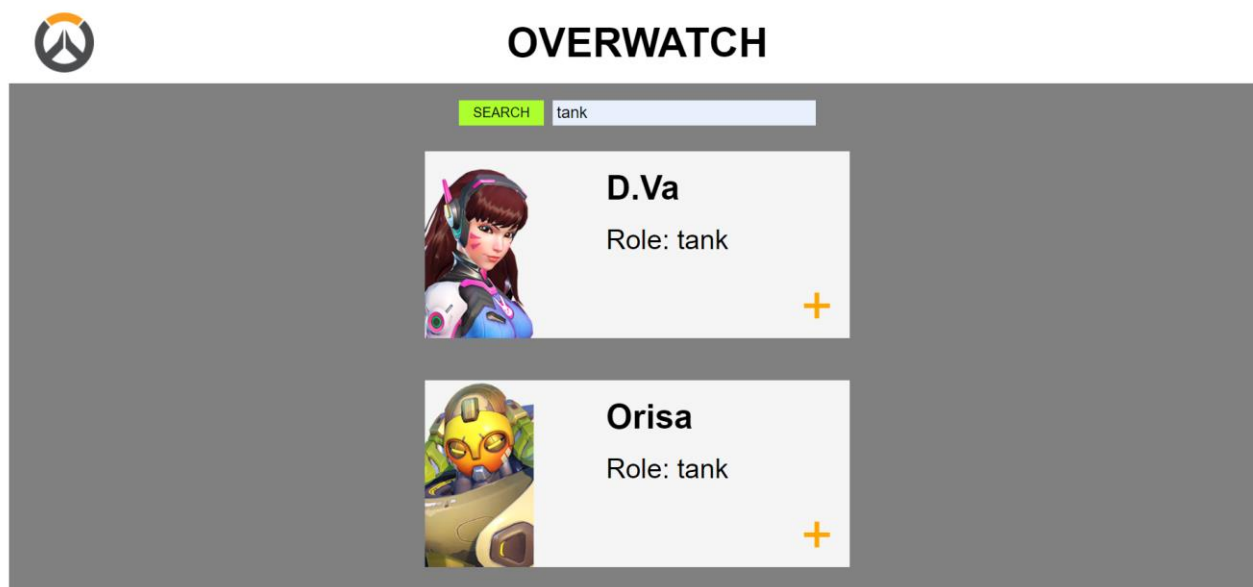 OVERWATCH
SEARCH tank
D.Va
Role: tank
+
Orisa
Role: tank
+